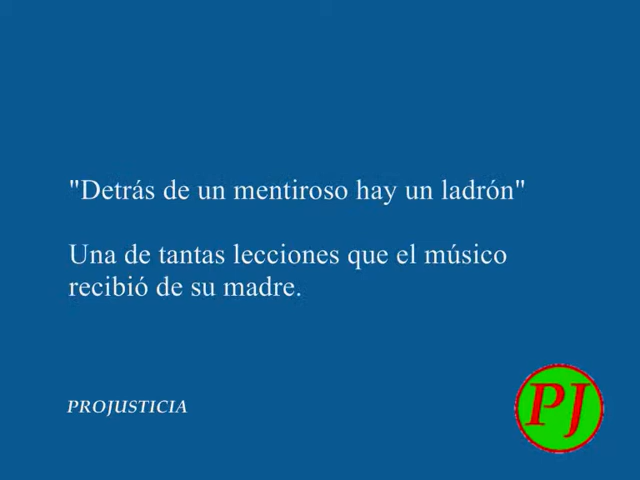 "Detrás de un mentiroso hay un ladrón"
Una de tantas lecciones que el músico
recibió de su madre.
PROJUSTICIA
PJ